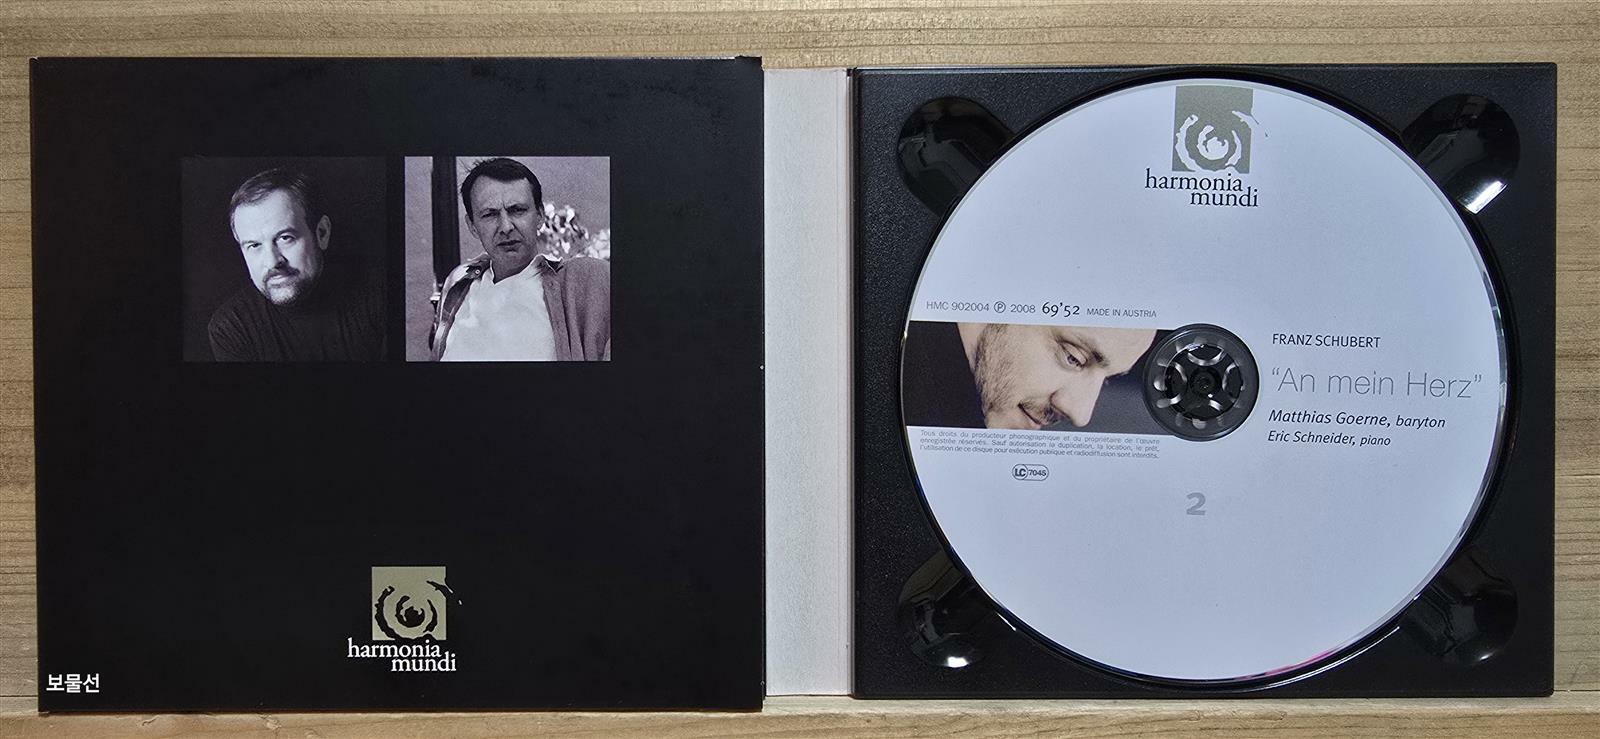 harmonia
mundi
보물선
harmonia
mundi
HMC 902004 Ⓟ 2008 69'52 MADE IN AUSTRIA
FRANZ SCHUBERT
“An mein Herz”
Matthias Goerne, baryton
Eric Schneider, piano
Tous droits du producteur phonographique et du propriétaire de l'œuvre
enregistrée réservés. Sauf autorisation la duplication, la location, le prêt,
l'utilisation de ce disque pour exécution publique et radiodiffusion sont interdits.
LC 7045
2